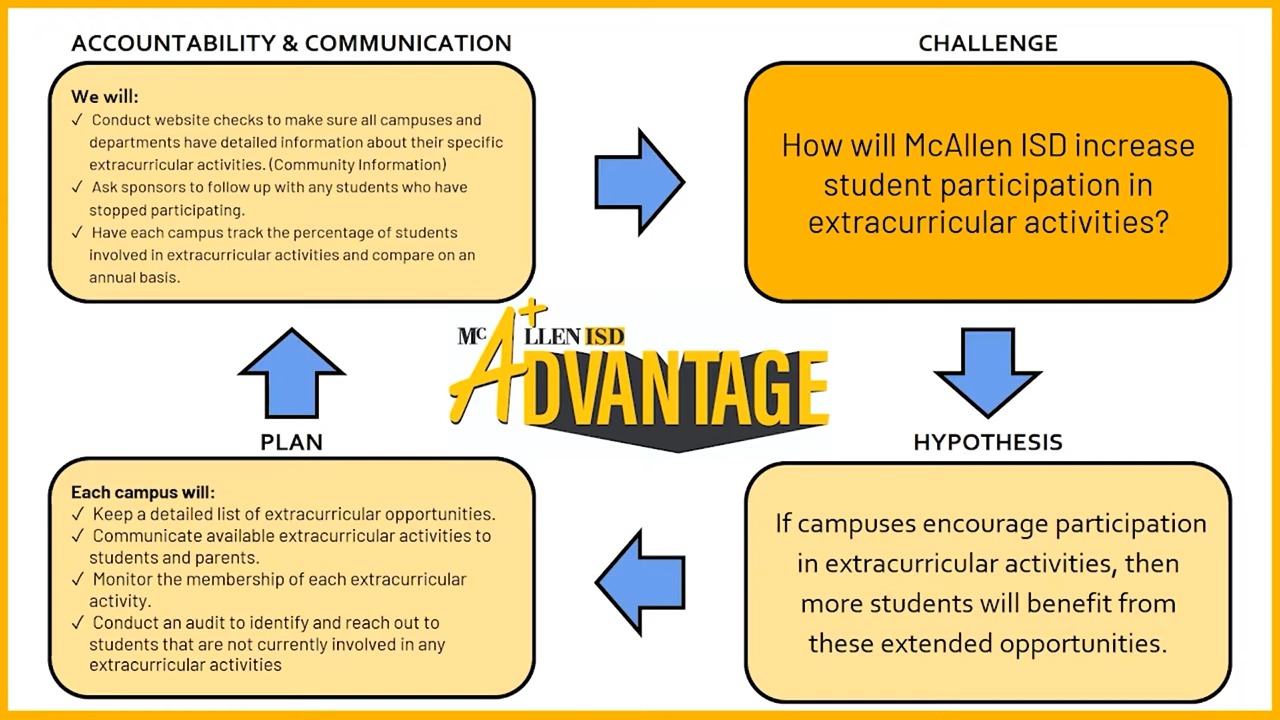 ACCOUNTABILITY & COMMUNICATION
We will:
✓ Conduct website checks to make sure all campuses and
departments have detailed information about their specific
extracurricular activities. (Community Information)
✓ Ask sponsors to follow up with any students who have
stopped participating.
✓ Have each campus track the percentage of students
involved in extracurricular activities and compare on an
annual basis.
CHALLENGE
How will McAllen ISD increase
student participation in
extracurricular activities?
MCALLEN ISD
A+DVANTAGE
HYPOTHESIS
If campuses encourage participation
in extracurricular activities, then
more students will benefit from
these extended opportunities.
PLAN
Each campus will:
✓ Keep a detailed list of extracurricular opportunities.
✓ Communicate available extracurricular activities to
students and parents.
✓ Monitor the membership of each extracurricular
activity.
✓ Conduct an audit to identify and reach out to
students that are not currently involved in any
extracurricular activities